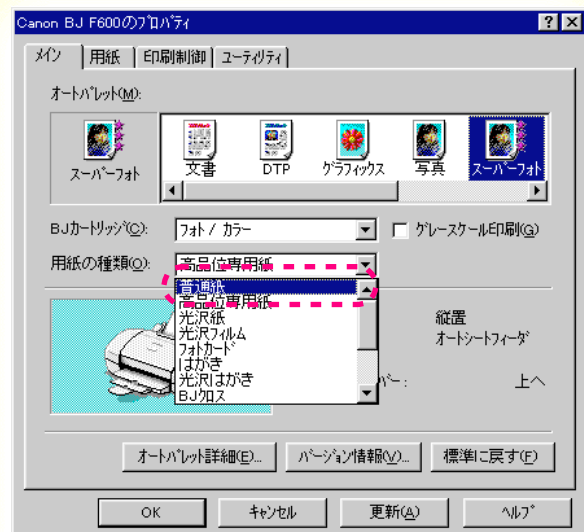 Canon BJ F600のプロパティ
メイン 用紙 印刷制御 ユーティリティ
オートパレット(M):
スーパーフォト 文書 DTP グラフィックス 写真 スーパーフォト
BJカートリッジ(C): フォト / カラー グレースケール印刷(G)
用紙の種類(O): 高品位専用紙
普通紙
高品位専用紙
光沢紙
光沢フィルム
フォトカード
はがき
光沢はがき
BJクロス
縦置
オートシートフィーダ
バー: 上へ
オートパレット詳細(E)... バージョン情報(V)... 標準に戻す(F)
OK キャンセル 更新(A) ヘルプ